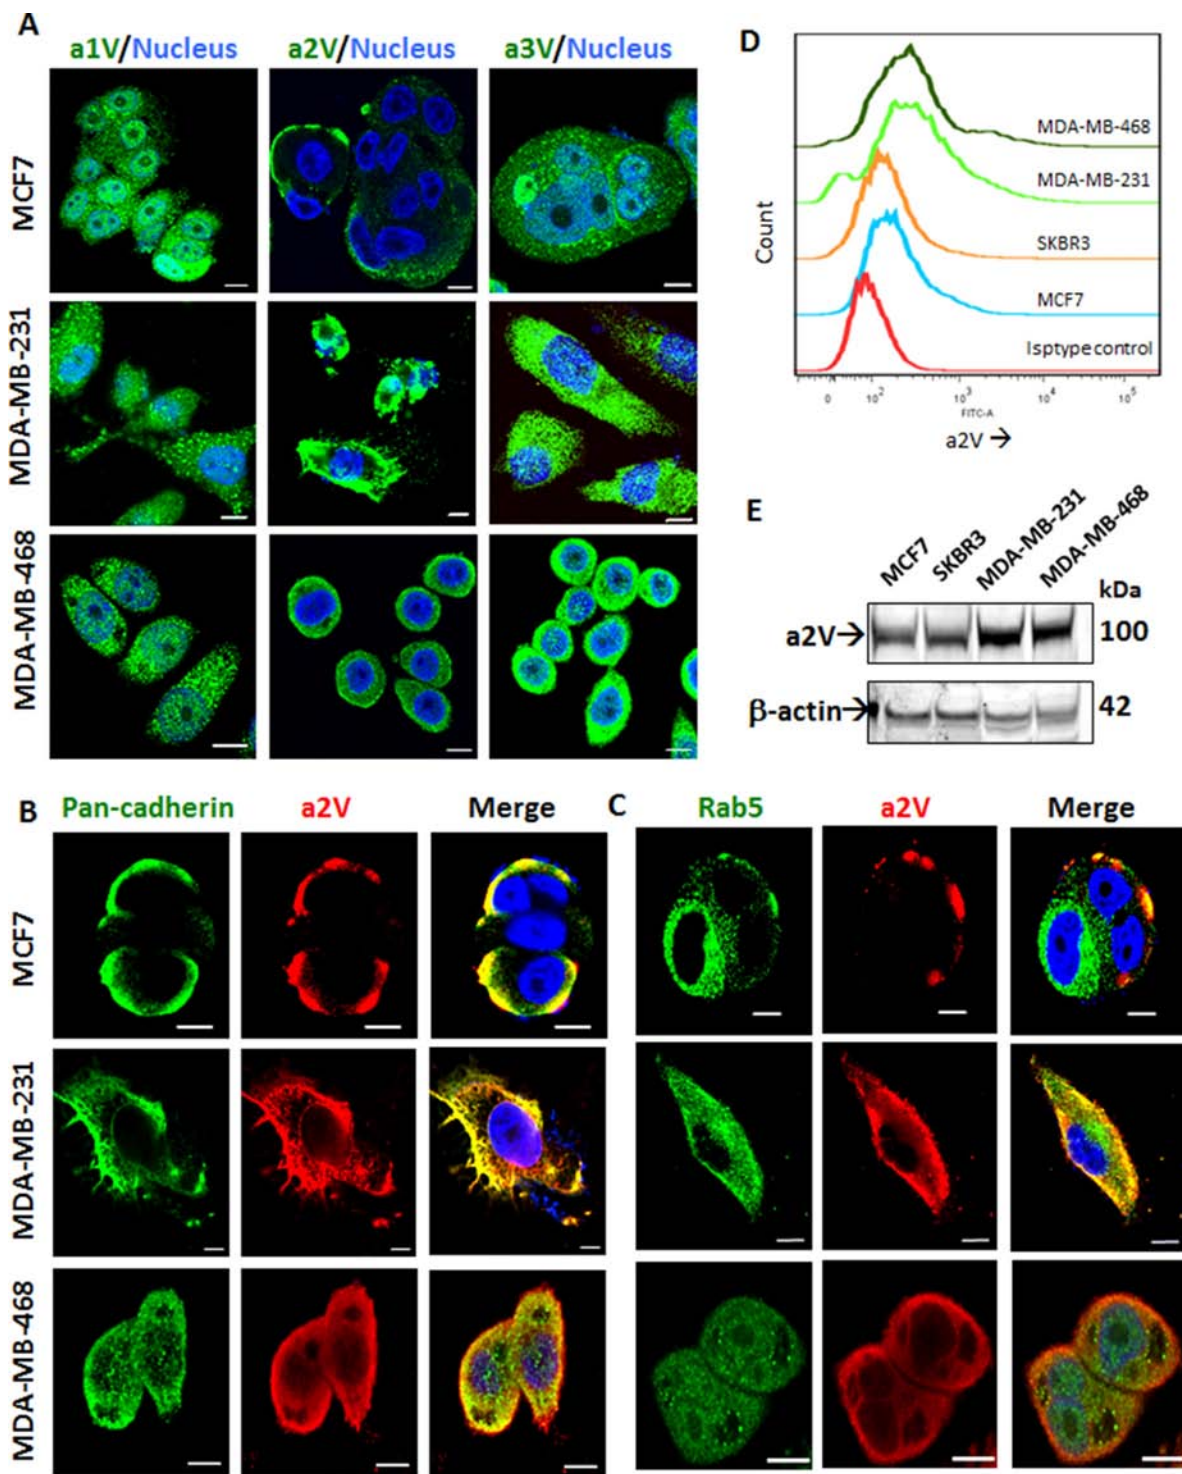 A
a1V/Nucleus
a2V/Nucleus
a3V/Nucleus
MCF7
MDA-MB-231
MDA-MB-468
D
MDA-MB-468
MDA-MB-231
SKBR3
MCF7
Isptypecontrol
Count
0 10² 10³ 10⁴ 10⁵
FITC-A
a2V →
E
MCF7
SKBR3
MDA-MB-231
MDA-MB-468
kDa
a2V→
100
β-actin→
42
B
Pan-cadherin
a2V
Merge
MCF7
MDA-MB-231
MDA-MB-468
C
Rab5
a2V
Merge